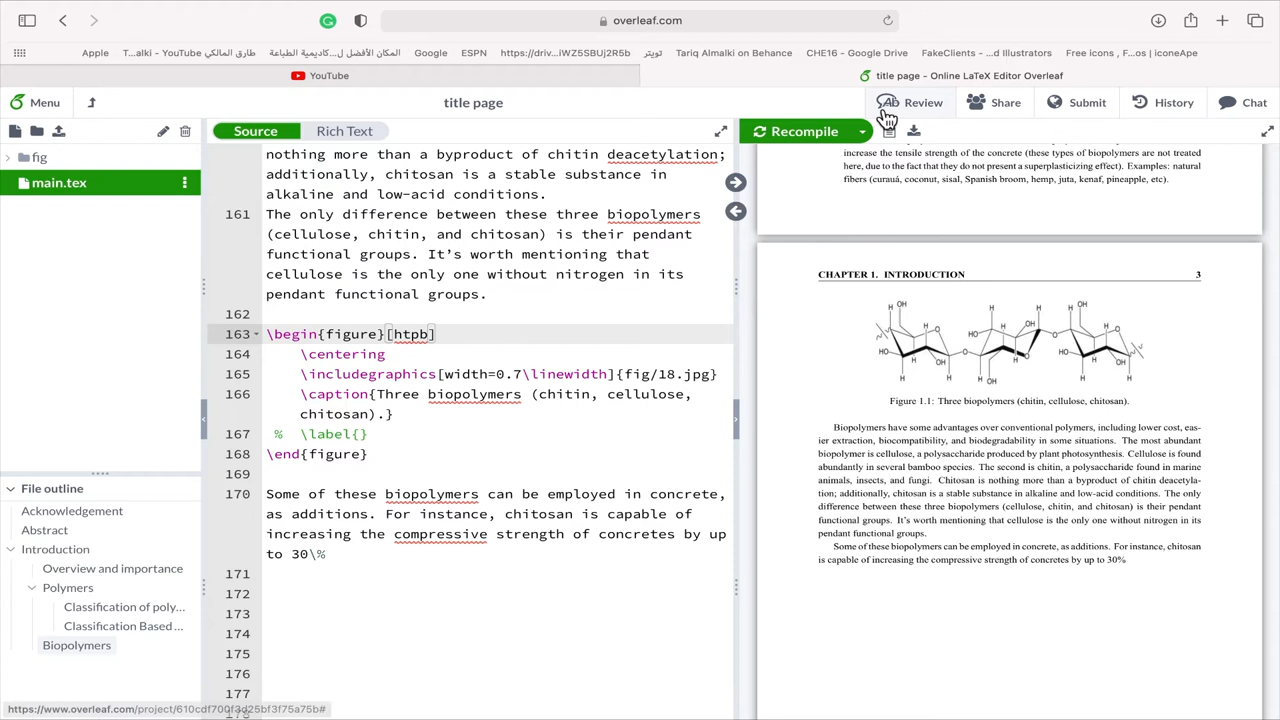 overleaf.com
Apple
طارق المالكي - YouTube
T...alki
المكان الأفضل ل...كاديمية الطباعة
Google
ESPN
https://driv...iWZ5SBUj2R5b
تويتر
Tariq Almalki on Behance
CHE16 - Google Drive
FakeClients - ...d Illustrators
Free icons , F...os | iconeApe
YouTube
title page - Online LaTeX Editor Overleaf
Menu
title page
Review
Share
Submit
History
Chat
Source
Rich Text
Recompile
fig
main.tex
nothing more than a byproduct of chitin deacetylation;
additionally, chitosan is a stable substance in
alkaline and low-acid conditions.
161 The only difference between these three biopolymers
(cellulose, chitin, and chitosan) is their pendant
functional groups. It’s worth mentioning that
cellulose is the only one without nitrogen in its
pendant functional groups.
162
163 \begin{figure}[htpb]
164 \centering
165 \includegraphics[width=0.7\linewidth]{fig/18.jpg}
166 \caption{Three biopolymers (chitin, cellulose,
chitosan).}
167 % \label{}
168 \end{figure}
169
170 Some of these biopolymers can be employed in concrete,
as additions. For instance, chitosan is capable of
increasing the compressive strength of concretes by up
to 30\%
171
172
173
174
175
176
177
File outline
Acknowledgement
Abstract
Introduction
Overview and importance
Polymers
Classification of poly...
Classification Based ...
Biopolymers
https://www.overleaf.com/project/610cdf700f3d25bf3f75a75b#
increase the tensile strength of the concrete (these types of biopolymers are not treated
here, due to the fact that they do not present a superplasticizing effect). Examples: natural
fibers (curauá, coconut, sisal, Spanish broom, hemp, juta, kenaf, pineapple, etc).
CHAPTER 1. INTRODUCTION 3
Figure 1.1: Three biopolymers (chitin, cellulose, chitosan).
Biopolymers have some advantages over conventional polymers, including lower cost, eas-
ier extraction, biocompatibility, and biodegradability in some situations. The most abundant
biopolymer is cellulose, a polysaccharide produced by plant photosynthesis. Cellulose is found
abundantly in several bamboo species. The second is chitin, a polysaccharide found in marine
animals, insects, and fungi. Chitosan is nothing more than a byproduct of chitin deacetyla-
tion; additionally, chitosan is a stable substance in alkaline and low-acid conditions. The only
difference between these three biopolymers (cellulose, chitin, and chitosan) is their pendant
functional groups. It’s worth mentioning that cellulose is the only one without nitrogen in its
pendant functional groups.
Some of these biopolymers can be employed in concrete, as additions. For instance, chitosan
is capable of increasing the compressive strength of concretes by up to 30%